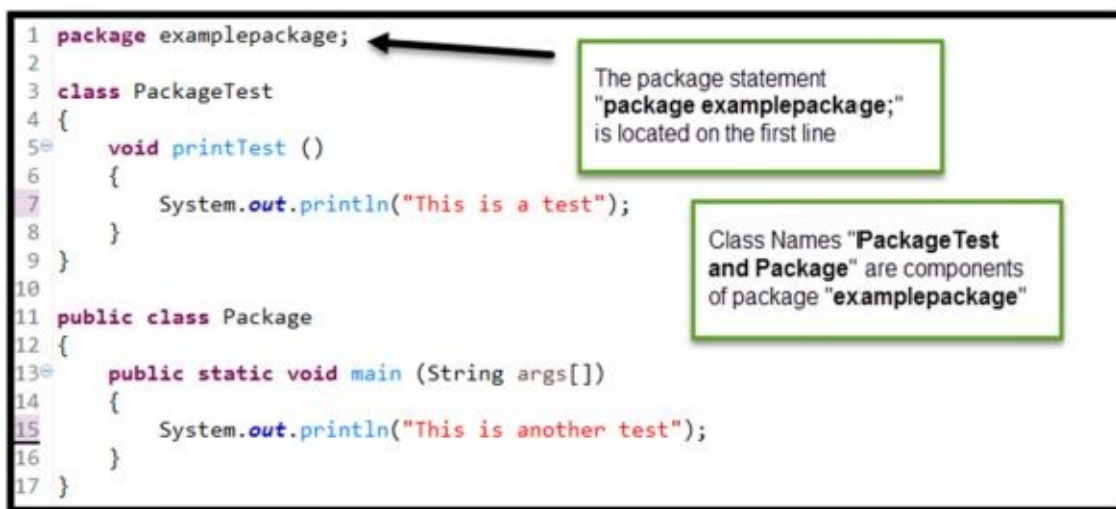 1 package examplepackage;
2
3 class PackageTest
4 {
5 void printTest ()
6 {
7 System.out.println("This is a test");
8 }
9 }
10
11 public class Package
12 {
13 public static void main (String args[])
14 {
15 System.out.println("This is another test");
16 }
17 }
The package statement
"package examplepackage;"
is located on the first line
Class Names "PackageTest
and Package" are components
of package "examplepackage"